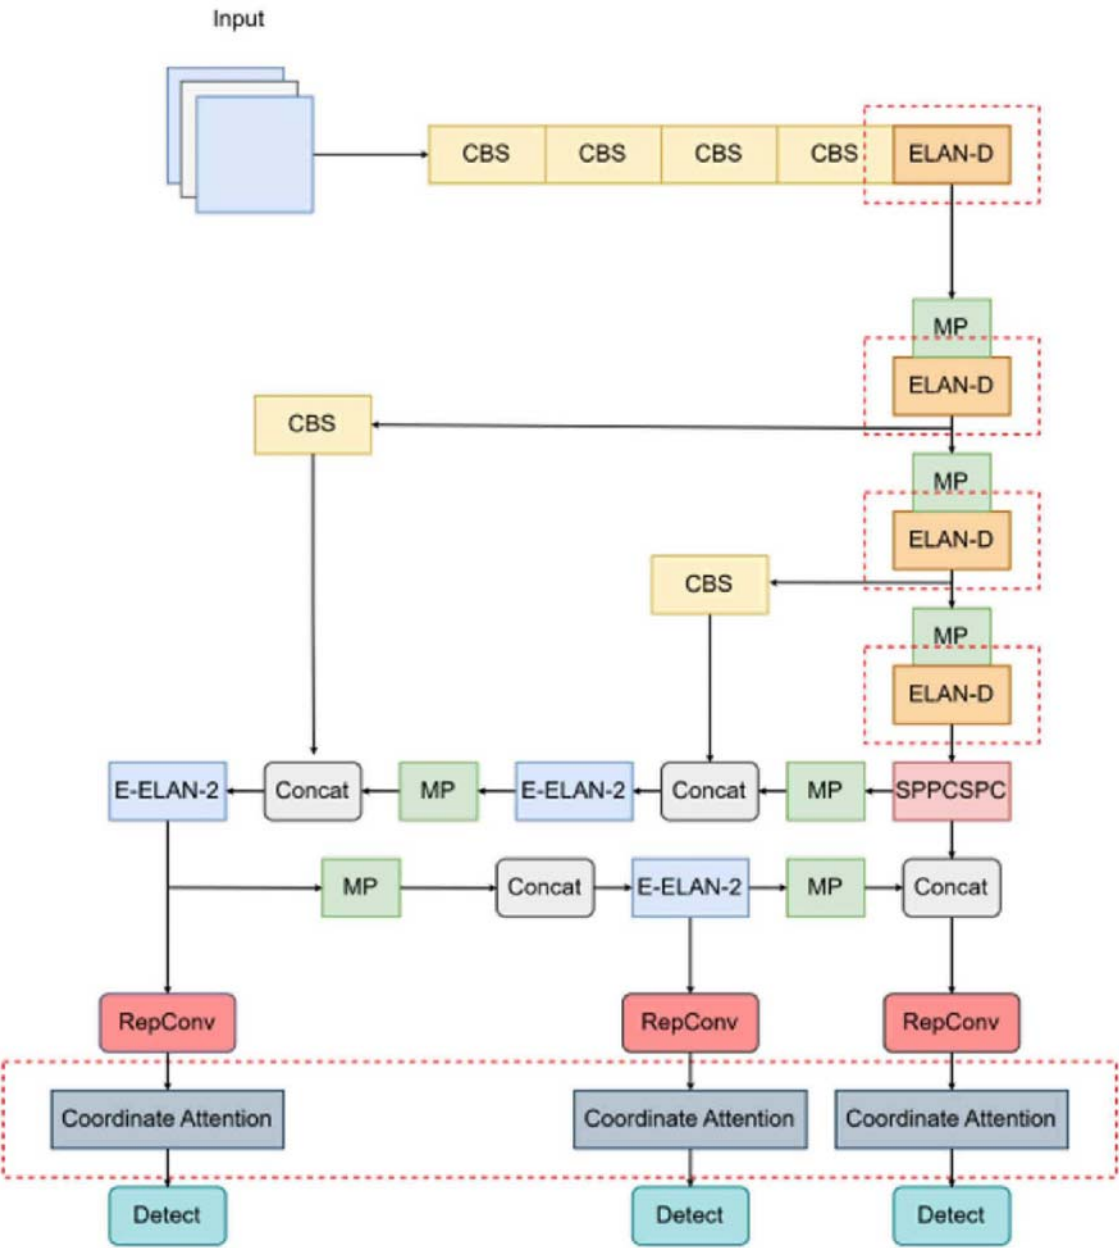 Input
CBS CBS CBS CBS ELAN-D
MP
ELAN-D
CBS
MP
ELAN-D
CBS
MP
ELAN-D
E-ELAN-2 Concat MP E-ELAN-2 Concat MP SPPCSPC
MP Concat E-ELAN-2 MP Concat
RepConv RepConv RepConv
Coordinate Attention Coordinate Attention Coordinate Attention
Detect Detect Detect